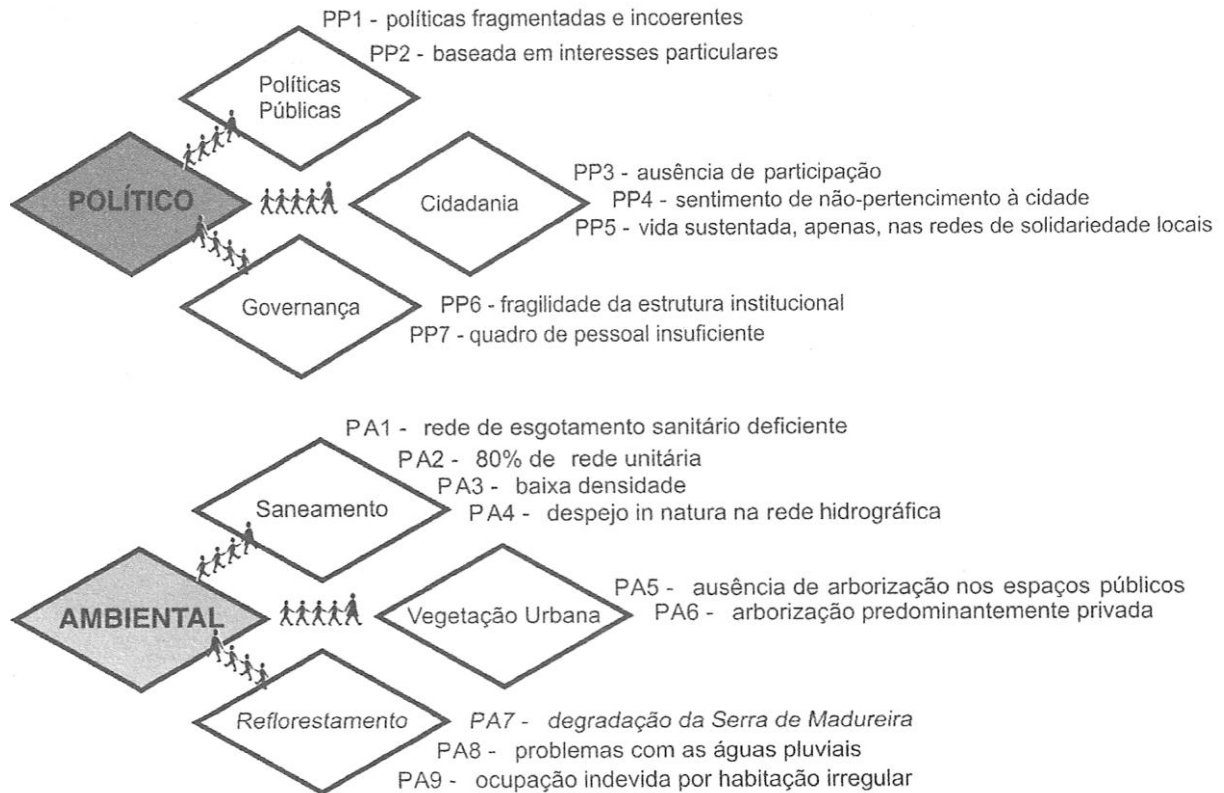 PP1 - políticas fragmentadas e incoerentes
PP2 - baseada em interesses particulares
Políticas
Públicas
POLÍTICO
Cidadania
PP3 - ausência de participação
PP4 - sentimento de não-pertencimento à cidade
PP5 - vida sustentada, apenas, nas redes de solidariedade locais
Governança
PP6 - fragilidade da estrutura institucional
PP7 - quadro de pessoal insuficiente
PA1 - rede de esgotamento sanitário deficiente
PA2 - 80% de rede unitária
PA3 - baixa densidade
Saneamento
PA4 - despejo in natura na rede hidrográfica
AMBIENTAL
Vegetação Urbana
PA5 - ausência de arborização nos espaços públicos
PA6 - arborização predominantemente privada
Reflorestamento
PA7 - degradação da Serra de Madureira
PA8 - problemas com as águas pluviais
PA9 - ocupação indevida por habitação irregular